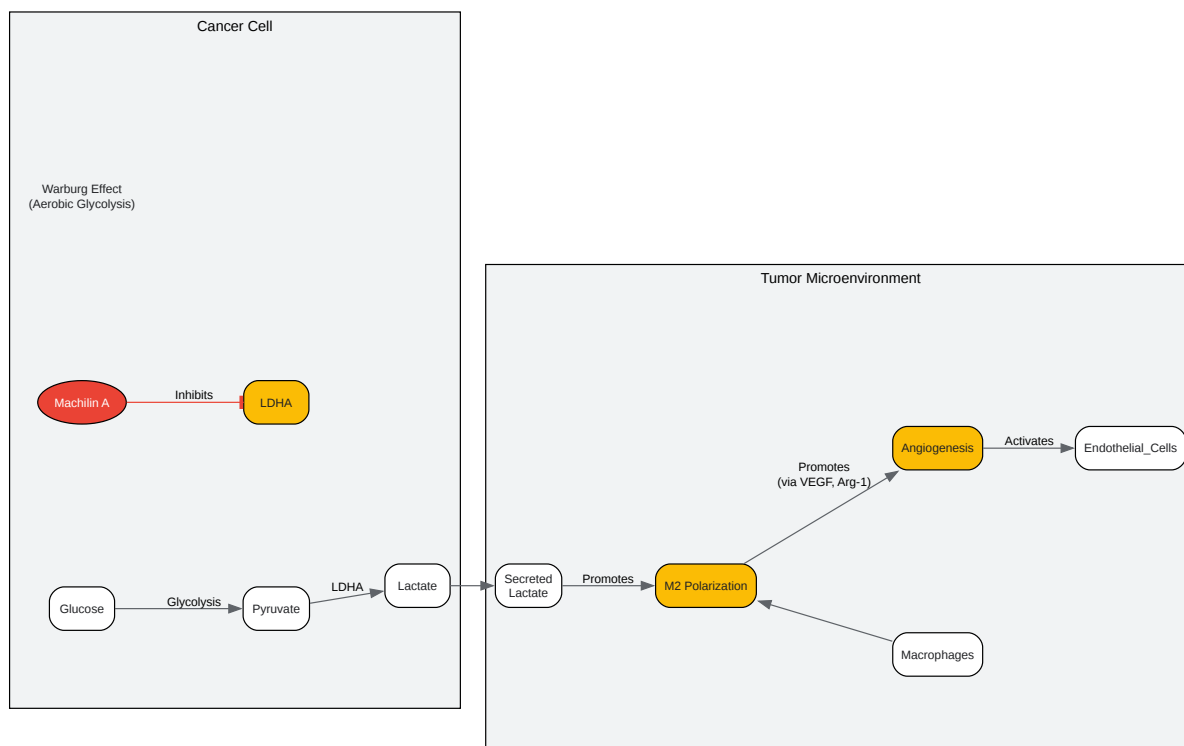 Cancer Cell
Warburg Effect
(Aerobic Glycolysis)
Machilin A
Inhibits
LDHA
Glucose
Glycolysis
Pyruvate
LDHA
Lactate
Tumor Microenvironment
Secreted
Lactate
Promotes
M2 Polarization
Promotes
(via VEGF, Arg-1)
Angiogenesis
Activates
Endothelial_Cells
Macrophages